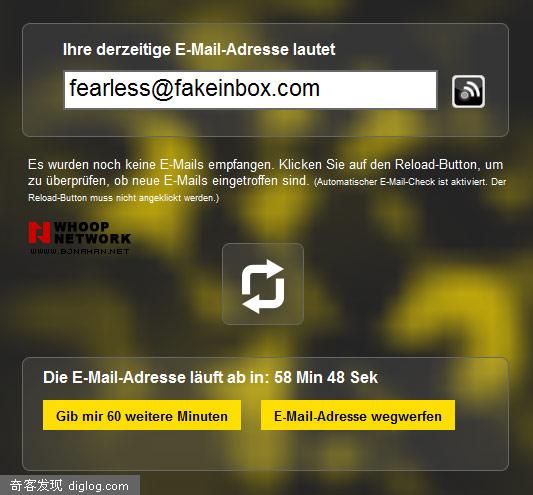 Ihre derzeitige E-Mail-Adresse lautet
fearless@fakeinbox.com
Es wurden noch keine E-Mails empfangen. Klicken Sie auf den Reload-Button, um
zu überprüfen, ob neue E-Mails eingetroffen sind. (Automatischer E-Mail-Check ist aktiviert. Der
Reload-Button muss nicht angeklickt werden.)
WHOOP
NETWORK
WWW.BJNAHAN.NET
Die E-Mail-Adresse läuft ab in: 58 Min 48 Sek
Gib mir 60 weitere Minuten
E-Mail-Adresse wegwerfen
奇客发现 diglog.com